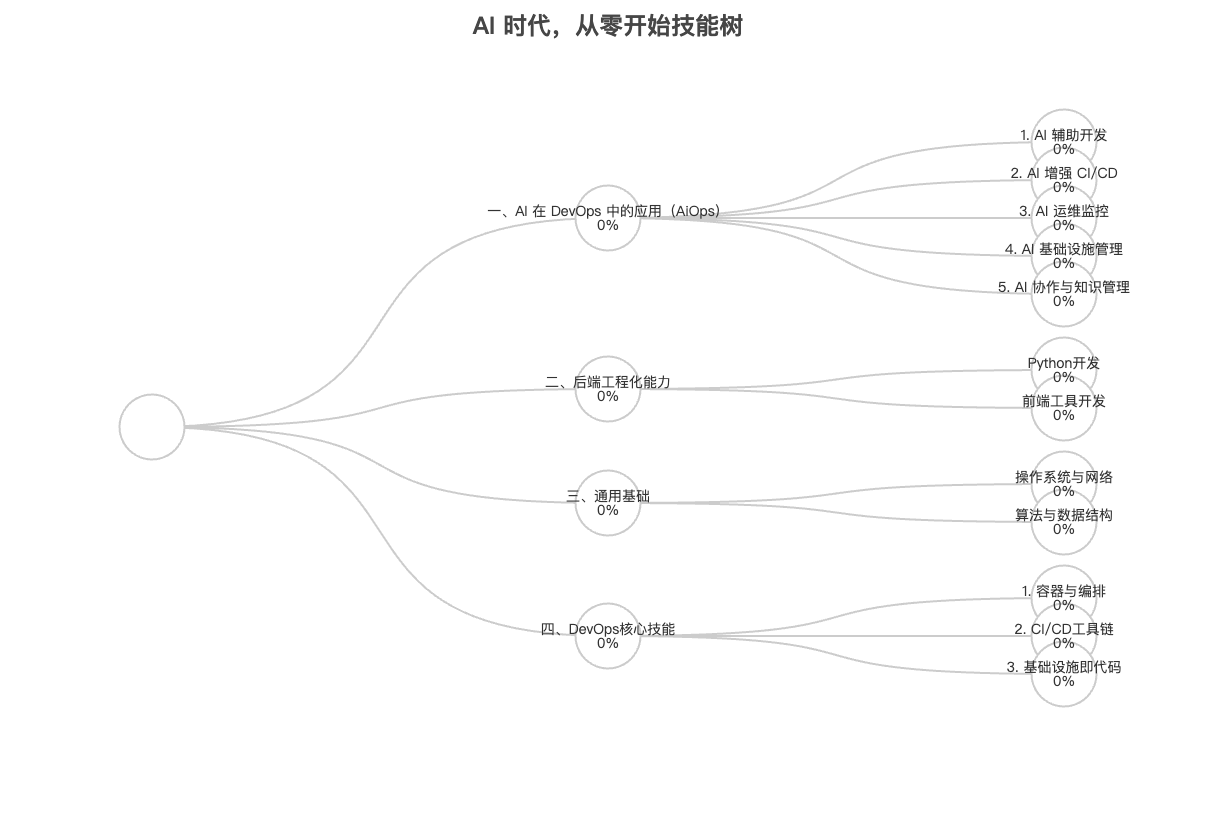 AI 时代，从零开始技能树
一、AI 在 DevOps 中的应用（AiOps）
0%
1. AI 辅助开发
0%
2. AI 增强 CI/CD
0%
3. AI 运维监控
0%
4. AI 基础设施管理
0%
5. AI 协作与知识管理
0%
二、后端工程化能力
0%
Python开发
0%
前端工具开发
0%
三、通用基础
0%
操作系统与网络
0%
算法与数据结构
0%
四、DevOps核心技能
0%
1. 容器与编排
0%
2. CI/CD工具链
0%
3. 基础设施即代码
0%